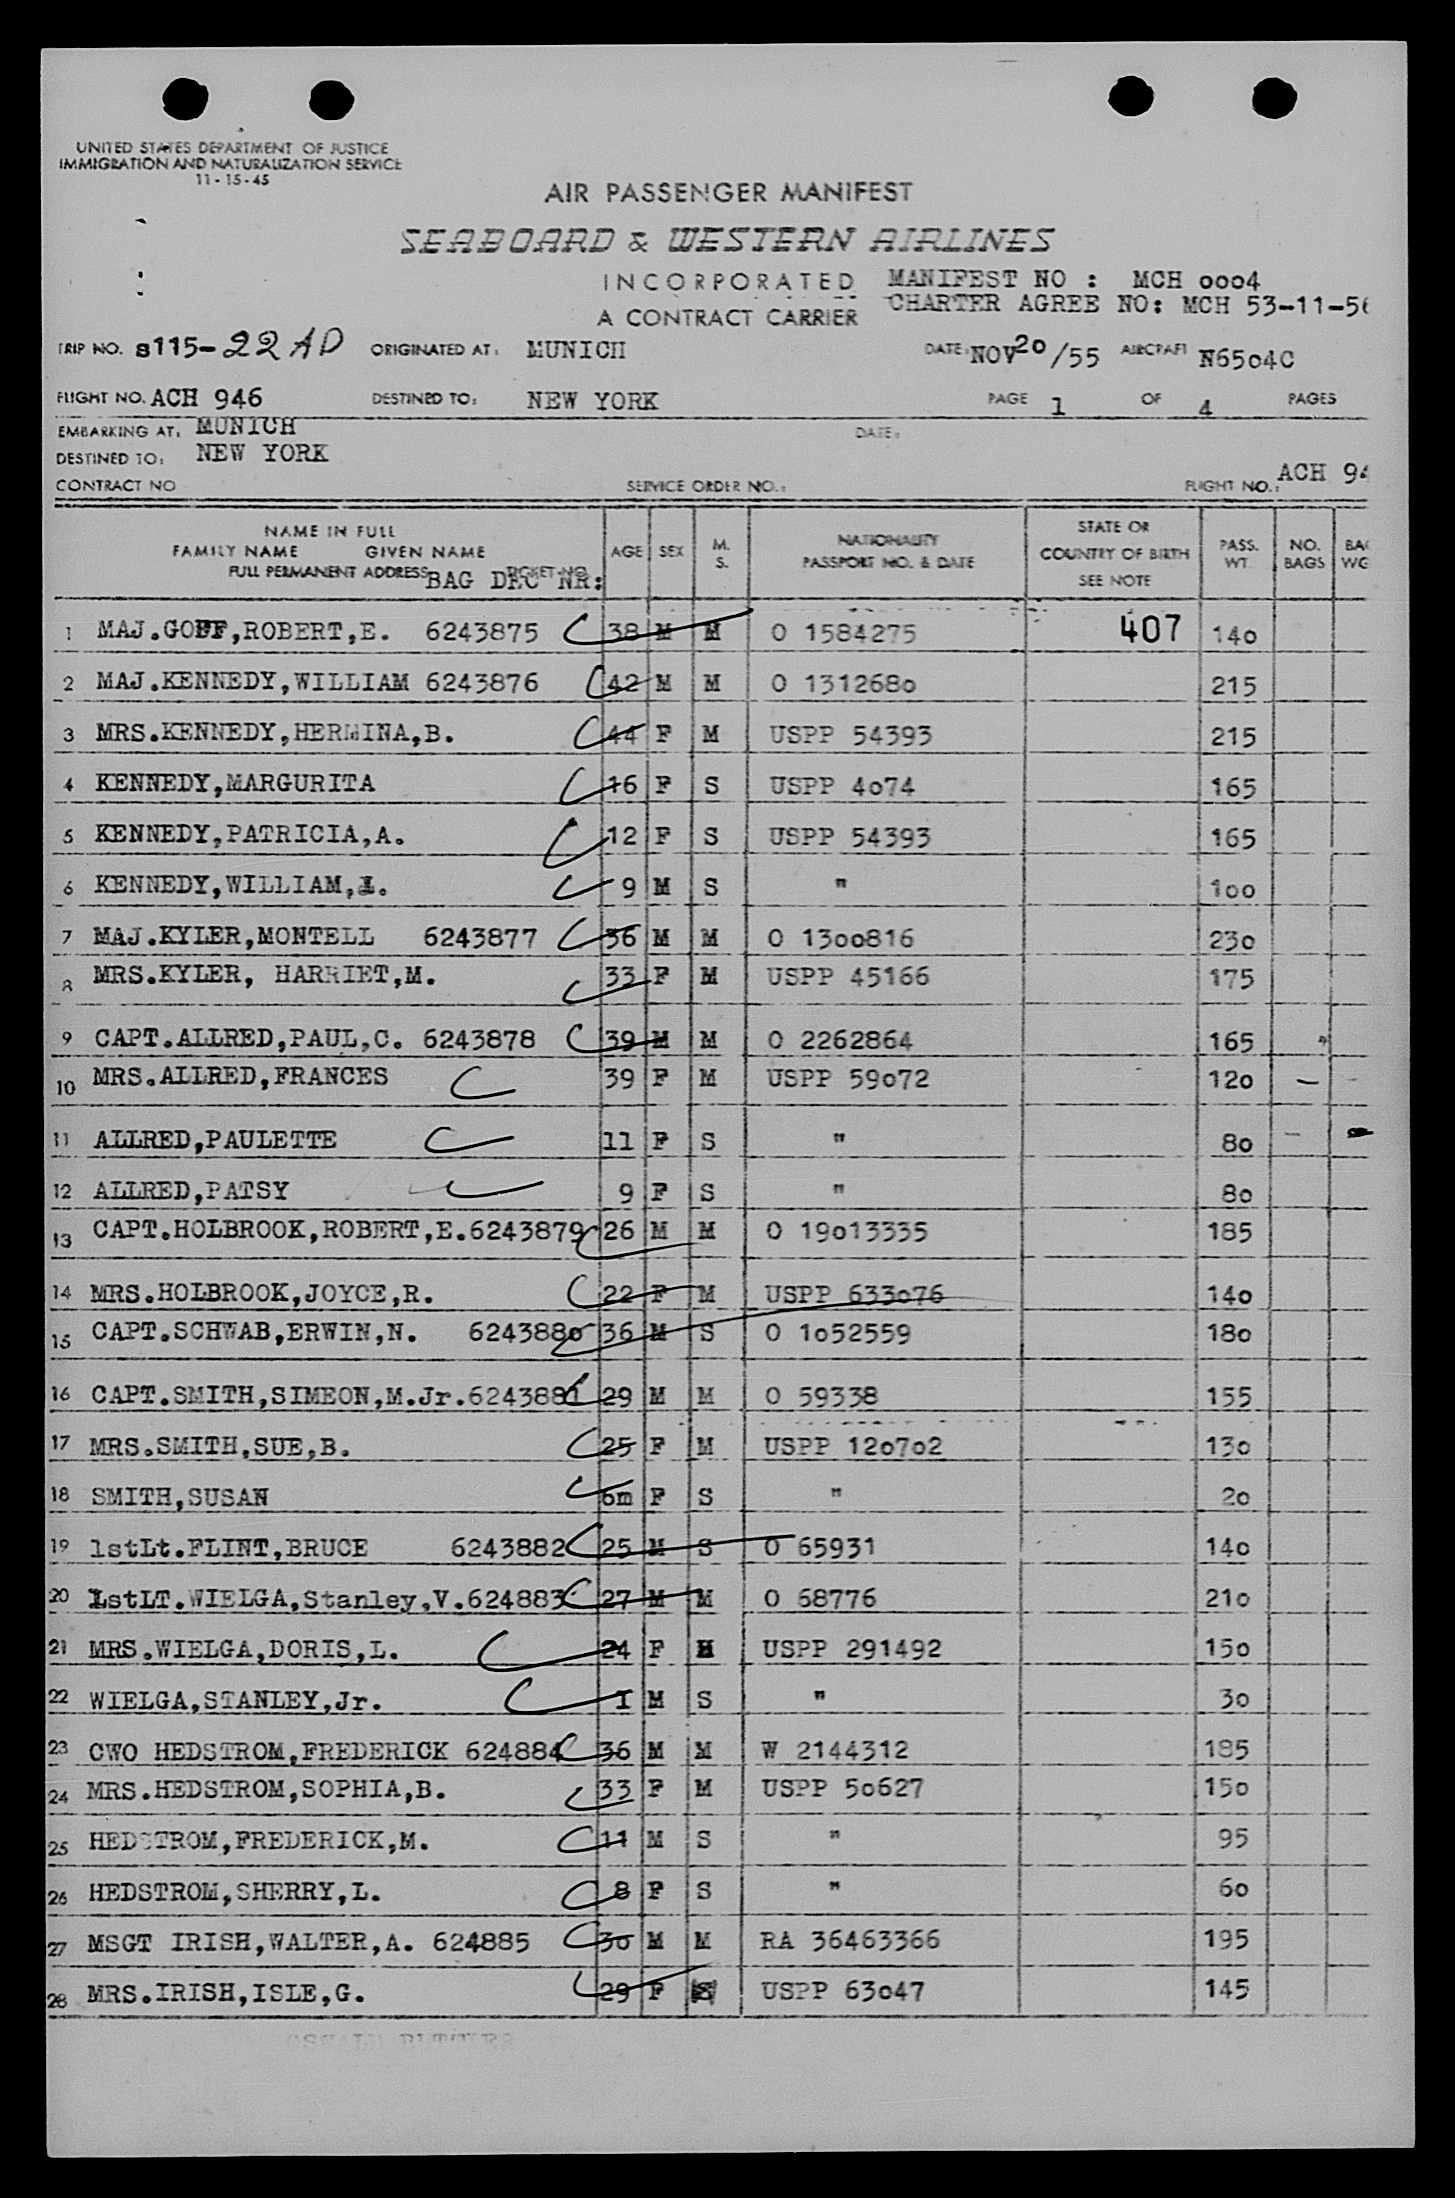 UNITED STATES DEPARTMENT OF JUSTICE
IMMIGRATION AND NATURALIZATION SERVICE
11-15-45
AIR PASSENGER MANIFEST
SEABOARD & WESTERN AIRLINES
INCORPORATED MANIFEST NO : MCH 0004
A CONTRACT CARRIER CHARTER AGREE NO: MCH 53-11-56
TRIP NO. s115-22 AD ORIGINATED AT: MUNICH DATE: NOV 20/55 AIRCRAFT N6504C
FLIGHT NO. ACH 946 DESTINED TO: NEW YORK PAGE 1 OF 4 PAGES
EMBARKING AT: MUNICH DATE:
DESTINED TO: NEW YORK
CONTRACT NO SERVICE ORDER NO.: FLIGHT NO.: ACH 94
NAME IN FULL
FAMILY NAME GIVEN NAME
FULL PERMANENT ADDRESS BAG DEC TICKET NO NR:
AGE SEX M. S. NATIONALITY PASSPORT NO. & DATE STATE OR COUNTRY OF BIRTH SEE NOTE PASS. WT. NO. BAGS BAG WG
1 MAJ.GOFF,ROBERT,E. 6243875 38 M M O 1584275 407 140
2 MAJ.KENNEDY,WILLIAM 6243876 42 M M O 1312680 215
3 MRS.KENNEDY,HERMINA,B. 44 F M USPP 54393 215
4 KENNEDY,MARGURITA 16 F S USPP 4074 165
5 KENNEDY,PATRICIA,A. 12 F S USPP 54393 165
6 KENNEDY,WILLIAM,I. 9 M S " 100
7 MAJ.KYLER,MONTELL 6243877 36 M M O 1300816 230
8 MRS.KYLER, HARRIET,M. 33 F M USPP 45166 175
9 CAPT.ALLRED,PAUL,C. 6243878 39 M M O 2262864 165
10 MRS.ALLRED,FRANCES 39 F M USPP 59072 120
11 ALLRED,PAULETTE 11 F S " 80
12 ALLRED,PATSY 9 F S " 80
13 CAPT.HOLBROOK,ROBERT,E.6243879 26 M M O 19013335 185
14 MRS.HOLBROOK,JOYCE,R. 22 F M USPP 633076 140
15 CAPT.SCHWAB,ERWIN,N. 6243880 36 M S O 1052559 180
16 CAPT.SMITH,SIMEON,M.Jr.6243881 29 M M O 59338 155
17 MRS.SMITH,SUE,B. 25 F M USPP 120702 130
18 SMITH,SUSAN 6m F S " 20
19 1stLt.FLINT,BRUCE 6243882 25 M S O 65931 140
20 1stLT.WIELGA,Stanley,V.624883 27 M M O 68776 210
21 MRS.WIELGA,DORIS,L. 24 F M USPP 291492 150
22 WIELGA,STANLEY,Jr. 1 M S " 30
23 CWO HEDSTROM,FREDERICK 624884 36 M M W 2144312 185
24 MRS.HEDSTROM,SOPHIA,B. 33 F M USPP 50627 150
25 HEDSTROM,FREDERICK,M. 11 M S " 95
26 HEDSTROM,SHERRY,L. 8 F S " 60
27 MSGT IRISH,WALTER,A. 624885 30 M M RA 36463366 195
28 MRS.IRISH,ISLE,G. 29 F USPP 63047 145